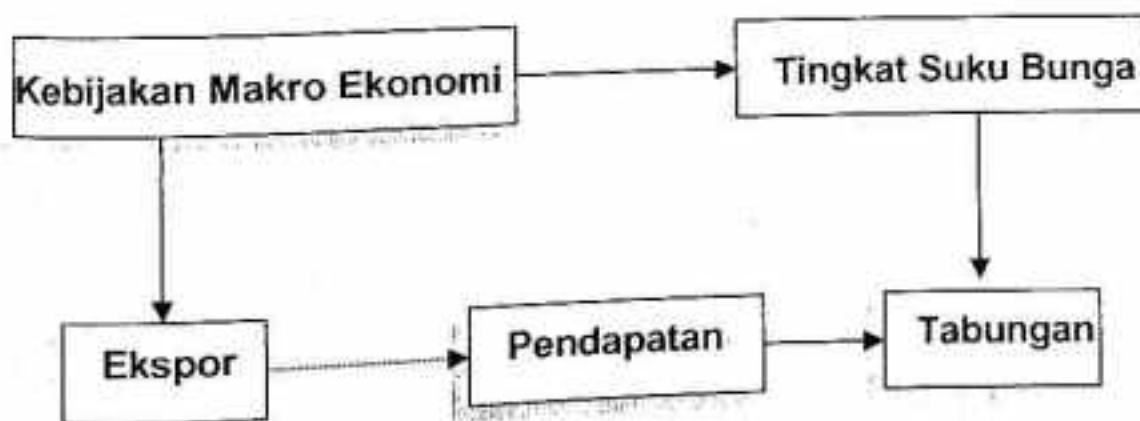 Kebijakan Makro Ekonomi
Tingkat Suku Bunga
Ekspor
Pendapatan
Tabungan